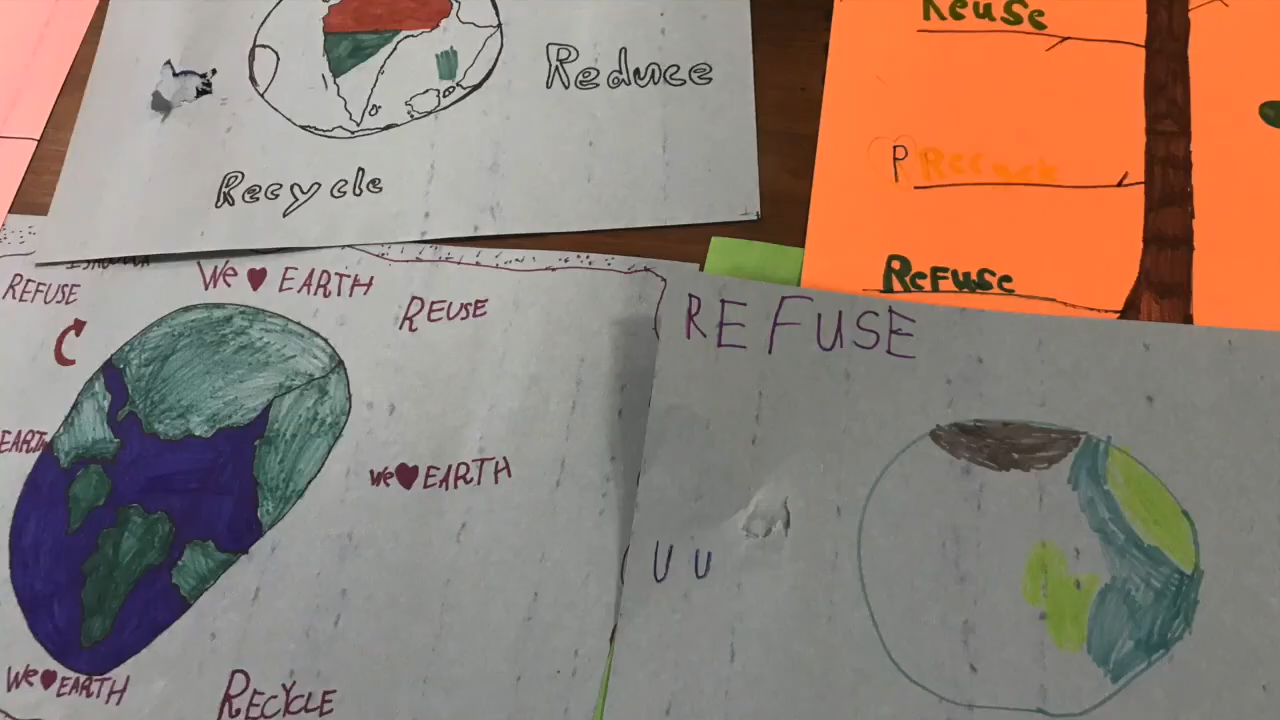 Reduce
Recycle
Reuse
P
Refuse
REFUSE
We ♥ EARTH
REUSE
EARTH
We ♥ EARTH
We ♥ EARTH
RECYCLE
REFUSE
U U